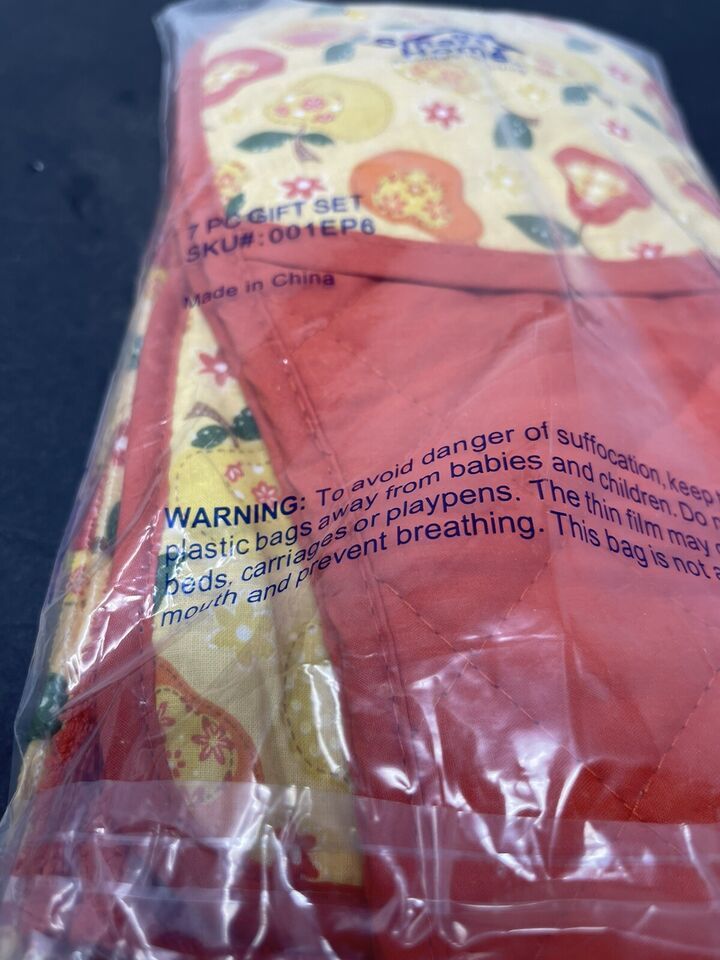 Home
7 PC GIFT SET
SKU#: 001EP6
Made in China
WARNING: To avoid danger of suffocation, keep
plastic bags away from babies and children. Do
beds, carriages or playpens. The thin film may
mouth and prevent breathing. This bag is not a